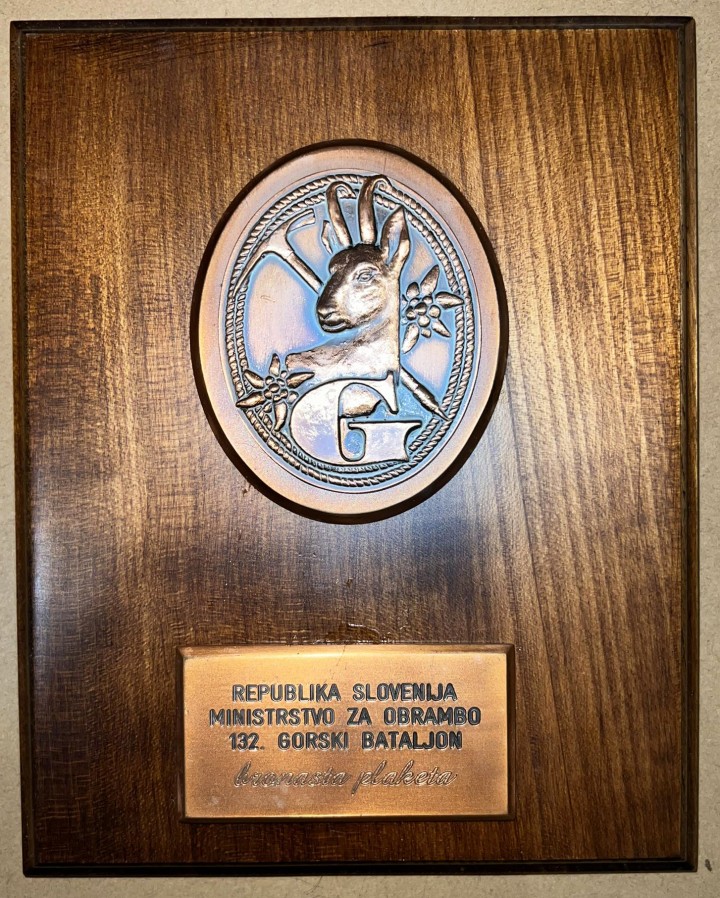 G
REPUBLIKA SLOVENIJA
MINISTRSTVO ZA OBRAMBO
132. GORSKI BATALJON
bronasta plaketa